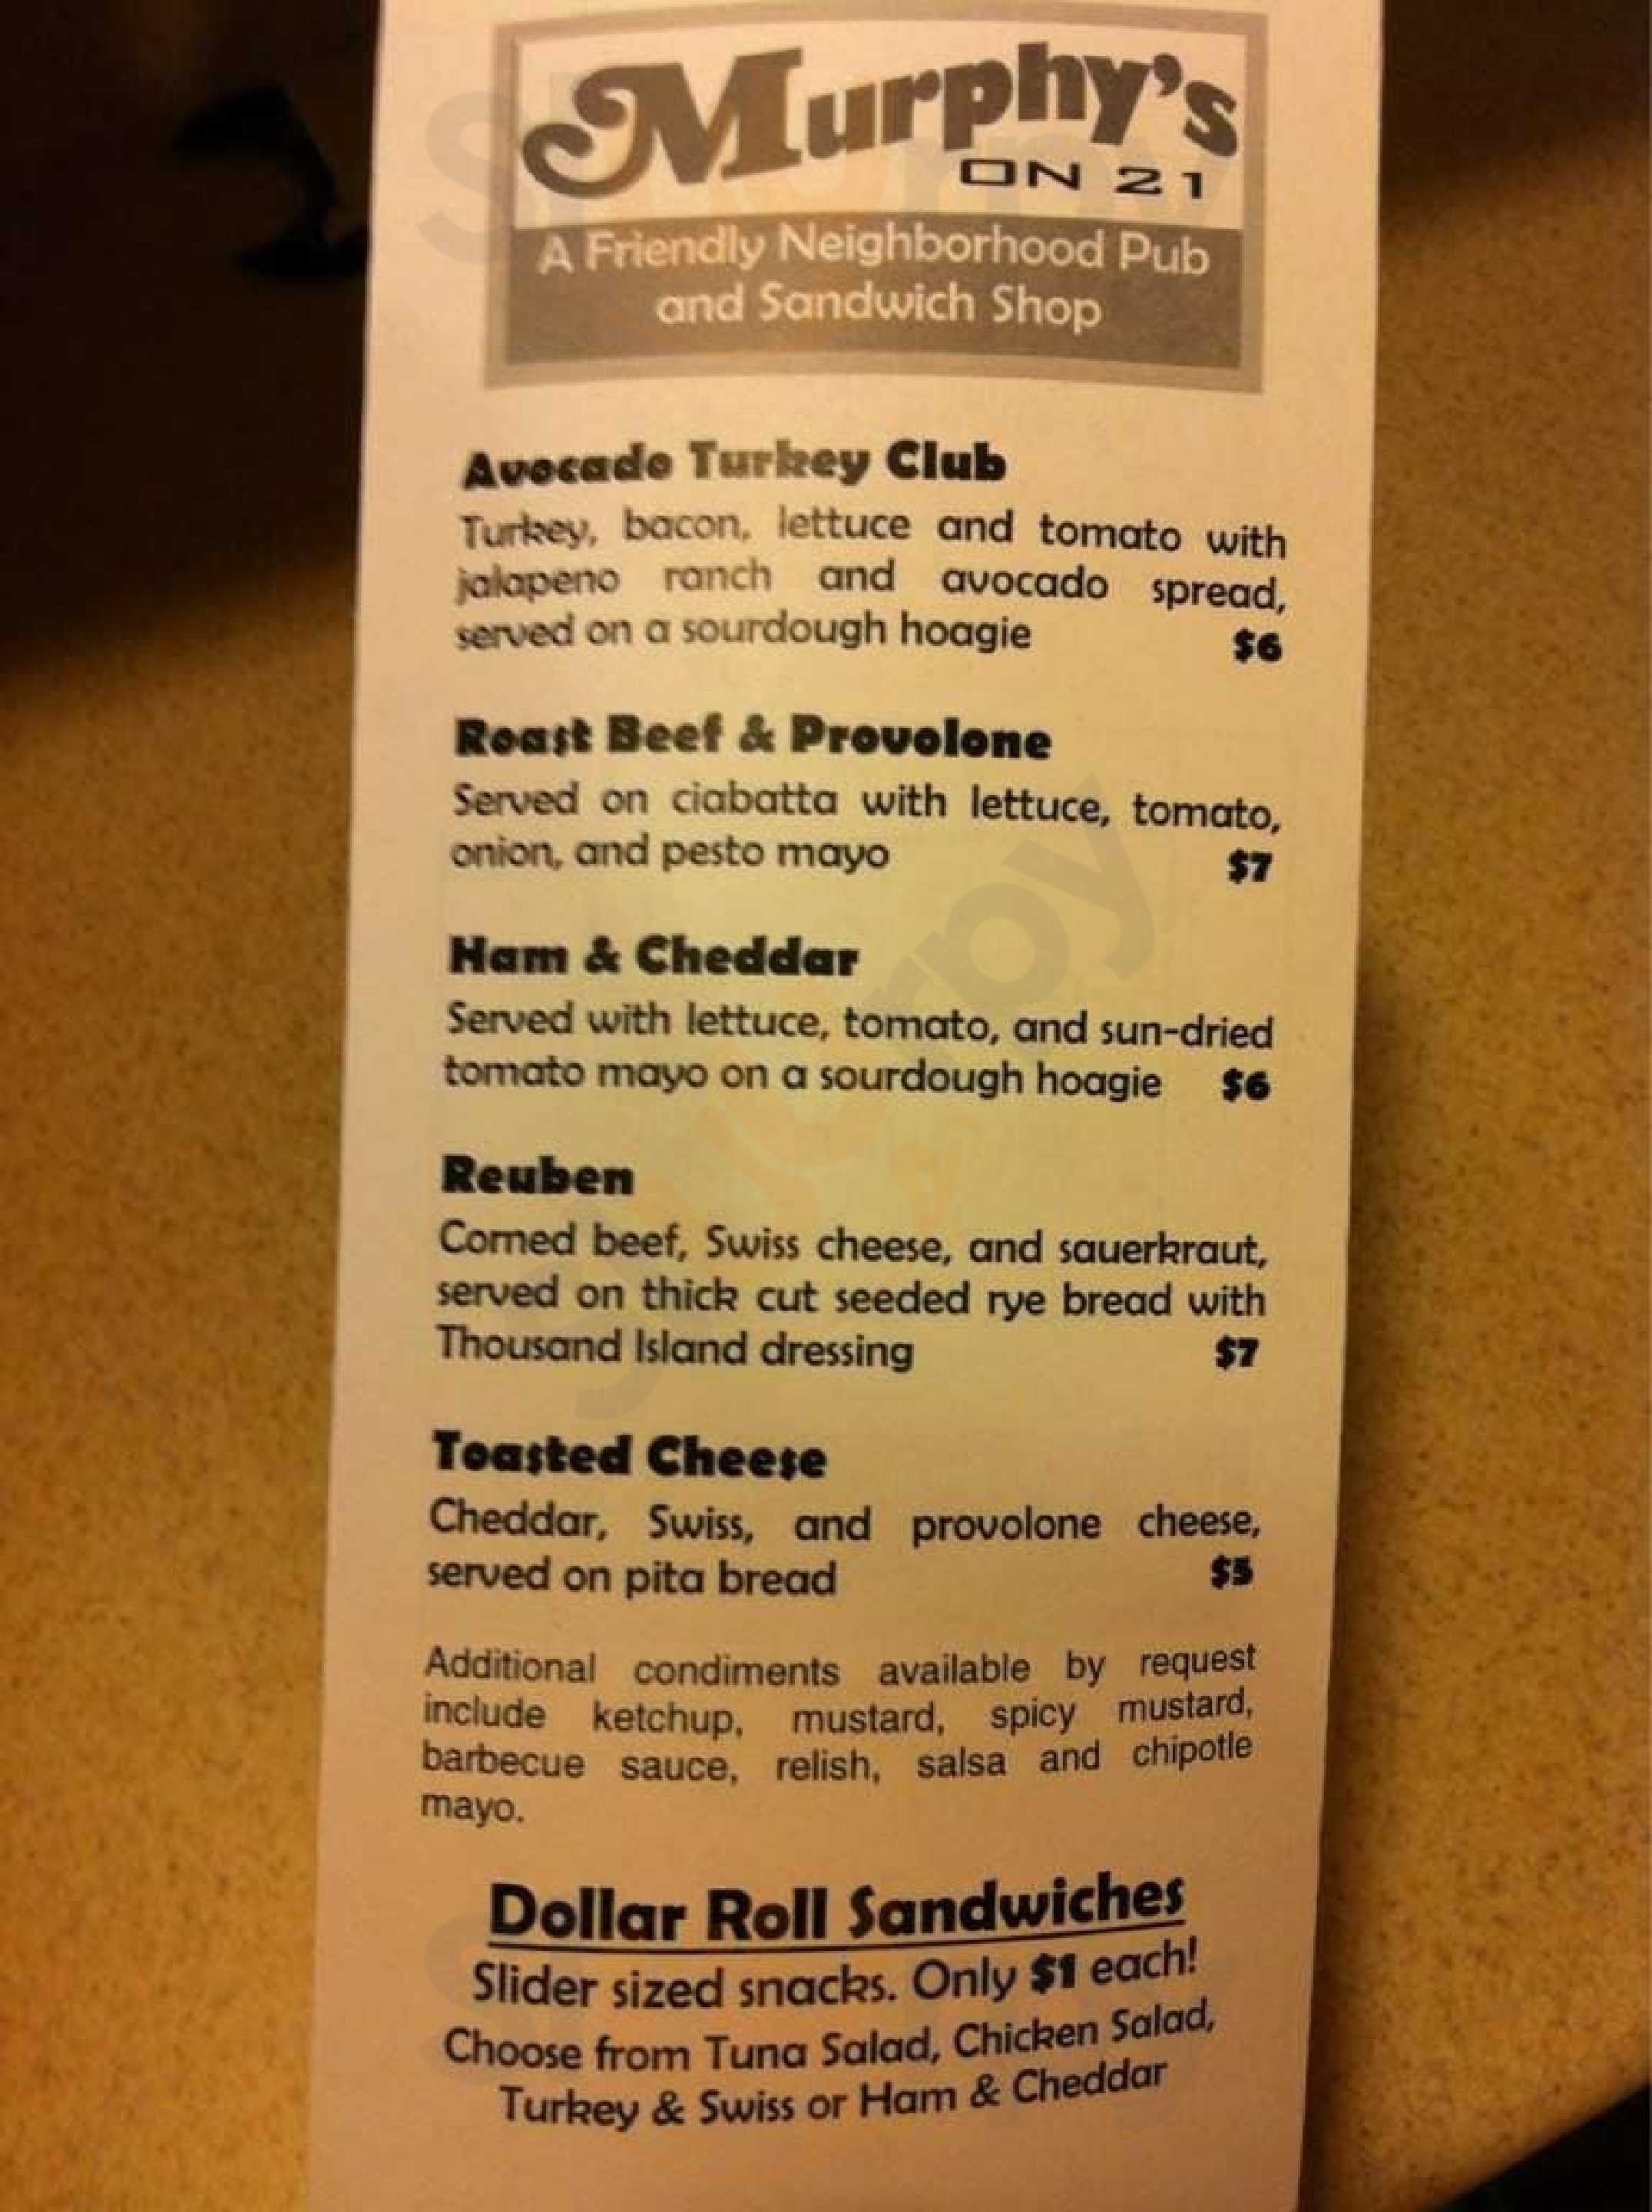 Murphy's
ON 21
A Friendly Neighborhood Pub
and Sandwich Shop
Avocado Turkey Club
Turkey, bacon, lettuce and tomato with
jalapeno ranch and avocado spread,
served on a sourdough hoagie $6
Roast Beef & Provolone
Served on ciabatta with lettuce, tomato,
onion, and pesto mayo $7
Ham & Cheddar
Served with lettuce, tomato, and sun-dried
tomato mayo on a sourdough hoagie $6
Reuben
Corned beef, Swiss cheese, and sauerkraut,
served on thick cut seeded rye bread with
Thousand Island dressing $7
Toasted Cheese
Cheddar, Swiss, and provolone cheese,
served on pita bread $5
Additional condiments available by request
include ketchup, mustard, spicy mustard,
barbecue sauce, relish, salsa and chipotle
mayo.
Dollar Roll Sandwiches
Slider sized snacks. Only $1 each!
Choose from Tuna Salad, Chicken Salad,
Turkey & Swiss or Ham & Cheddar